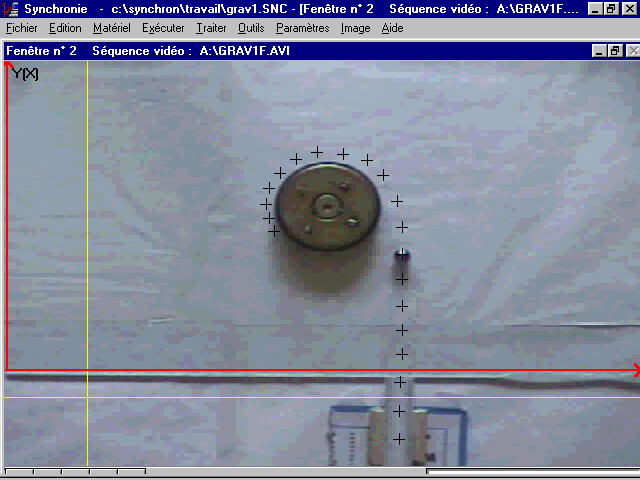 Synchronie - c:\synchron\travail\grav1.SNC - [Fenêtre n° 2 Séquence vidéo : A:\GRAV1F....
Fichier Edition Matériel Exécuter Traiter Outils Paramètres Image Aide
Fenêtre n° 2 Séquence vidéo : A:\GRAV1F.AVI
Y(X)